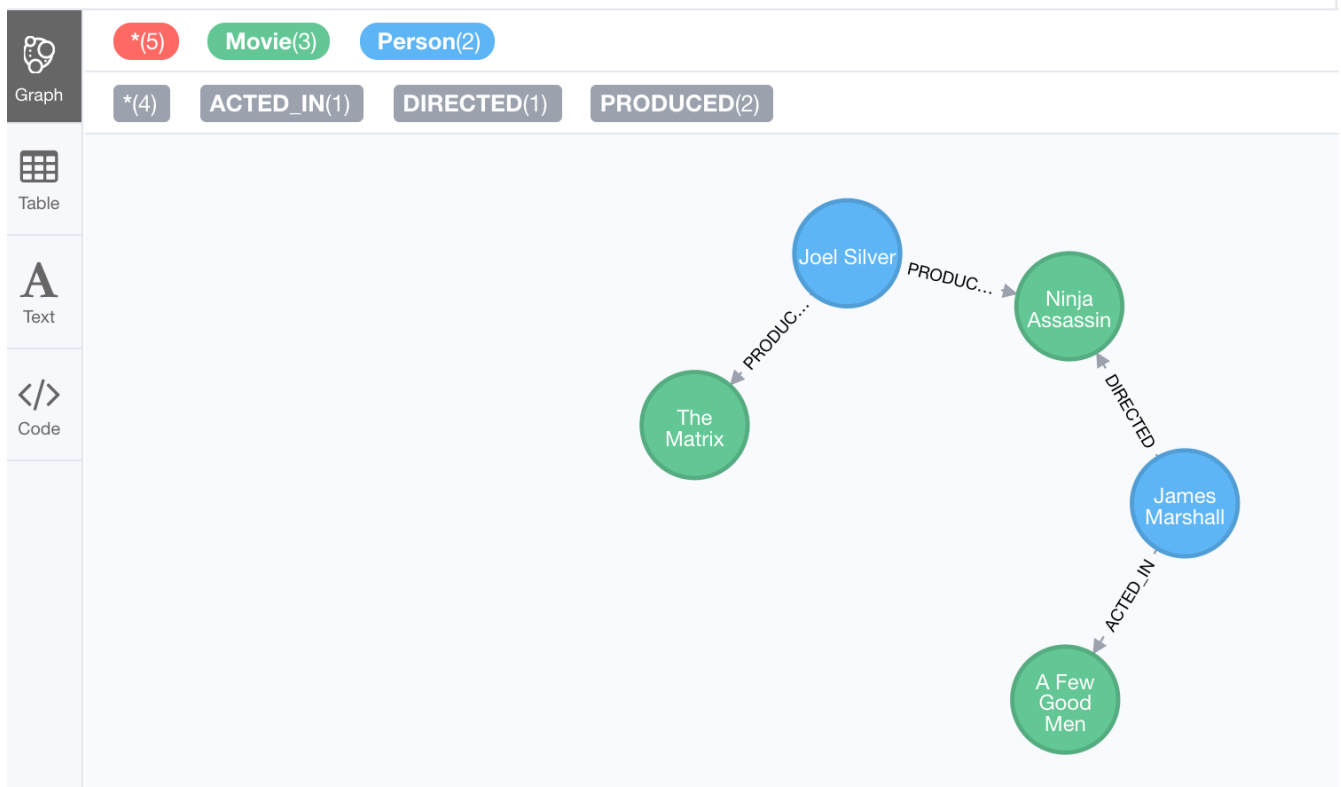 Graph
Table
Text
Code
*(5) Movie(3) Person(2)
*(4) ACTED_IN(1) DIRECTED(1) PRODUCED(2)
Joel Silver
PRODUC...
Ninja
Assassin
PRODUC...
The
Matrix
DIRECTED
James
Marshall
ACTED_IN
A Few
Good
Men